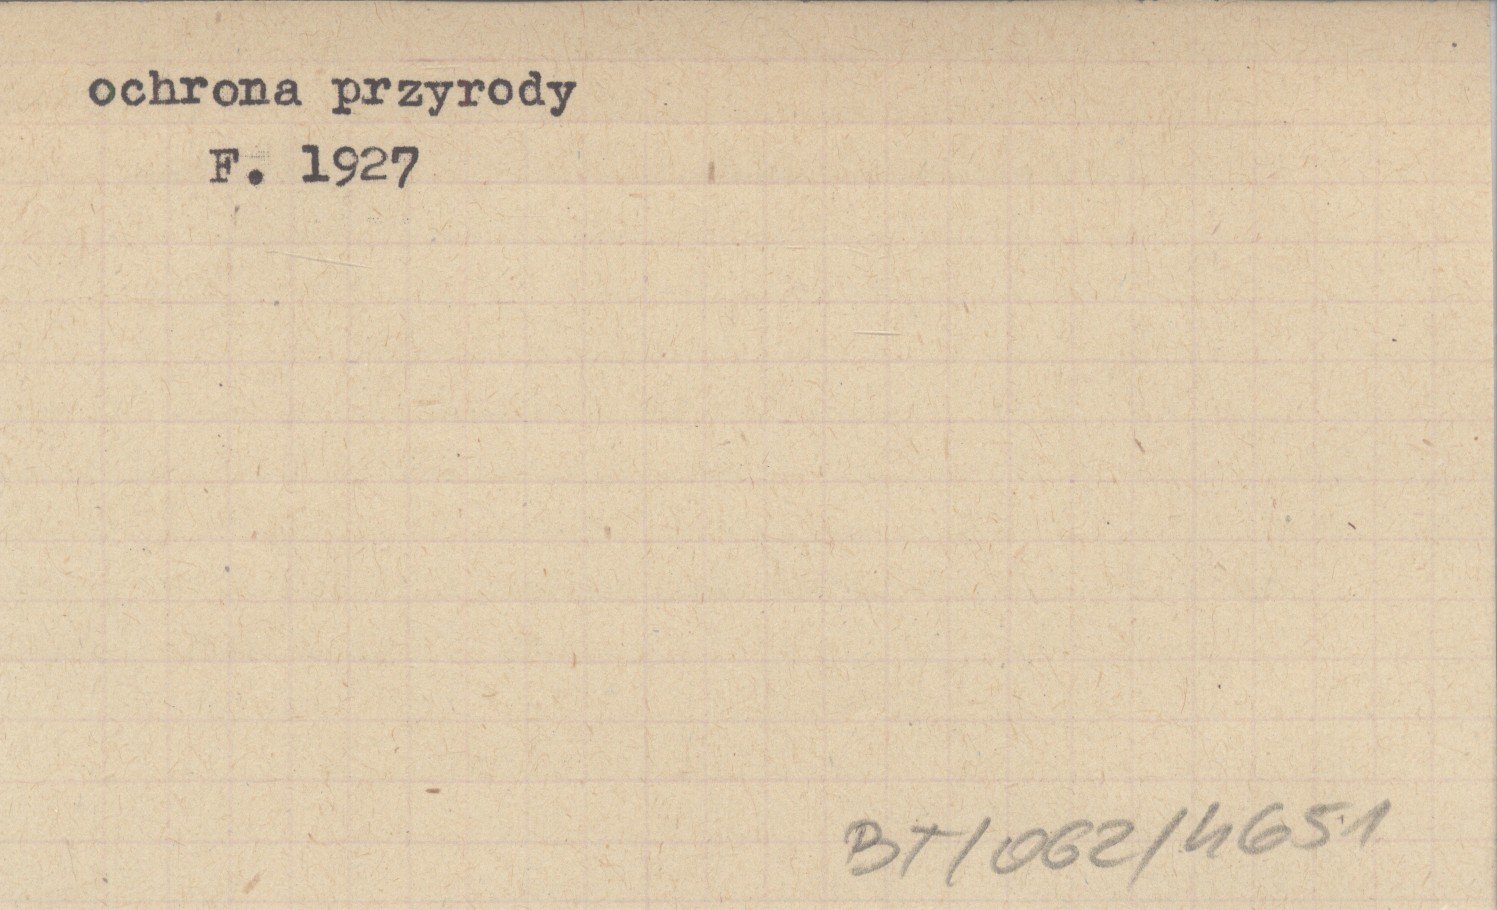 ochrona przyrody
F. 1927
BT/062/4651